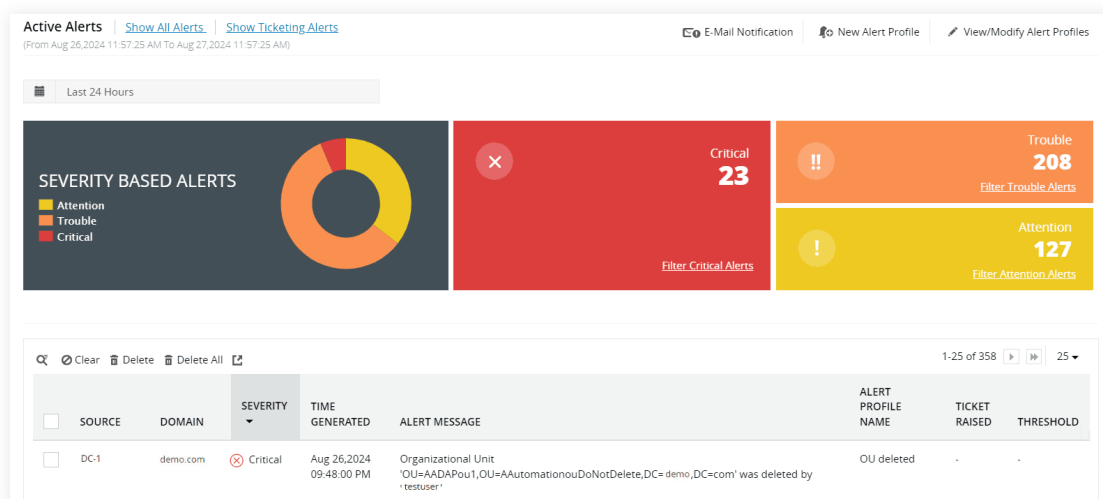 Active Alerts Show All Alerts Show Ticketing Alerts
(From Aug 26,2024 11:57:25 AM To Aug 27,2024 11:57:25 AM)
E-Mail Notification New Alert Profile View/Modify Alert Profiles
Last 24 Hours
SEVERITY BASED ALERTS
Attention
Trouble
Critical
Critical
23
Filter Critical Alerts
Trouble
208
Filter Trouble Alerts
Attention
127
Filter Attention Alerts
Clear Delete Delete All
1-25 of 358 25
SOURCE
DOMAIN
SEVERITY
TIME
GENERATED
ALERT MESSAGE
ALERT
PROFILE
NAME
TICKET
RAISED
THRESHOLD
DC-1
demo.com
Critical
Aug 26,2024
09:48:00 PM
Organizational Unit
'OU=AADAPou1,OU=AAutomationouDoNotDelete,DC= demo ,DC=com' was deleted by
'testuser'
OU deleted
-
-